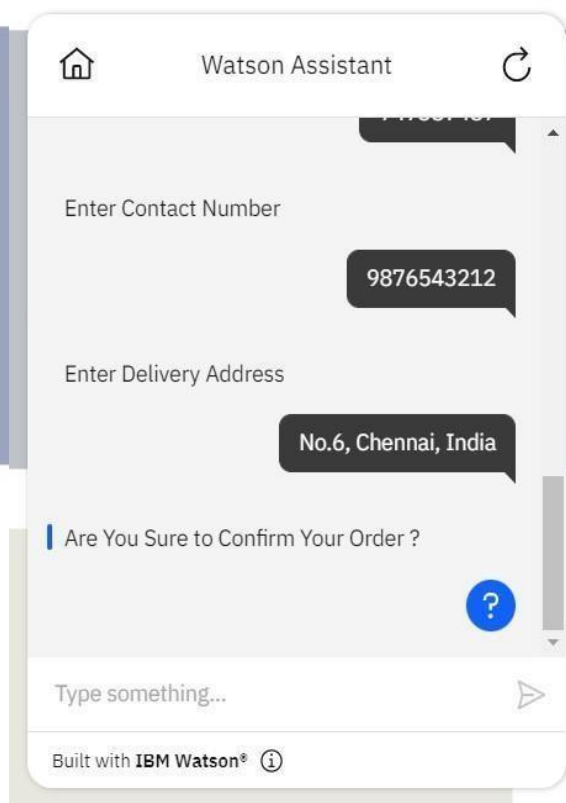 Watson Assistant
Enter Contact Number
9876543212
Enter Delivery Address
No.6, Chennai, India
Are You Sure to Confirm Your Order ?
?
Type something...
Built with IBM Watson®